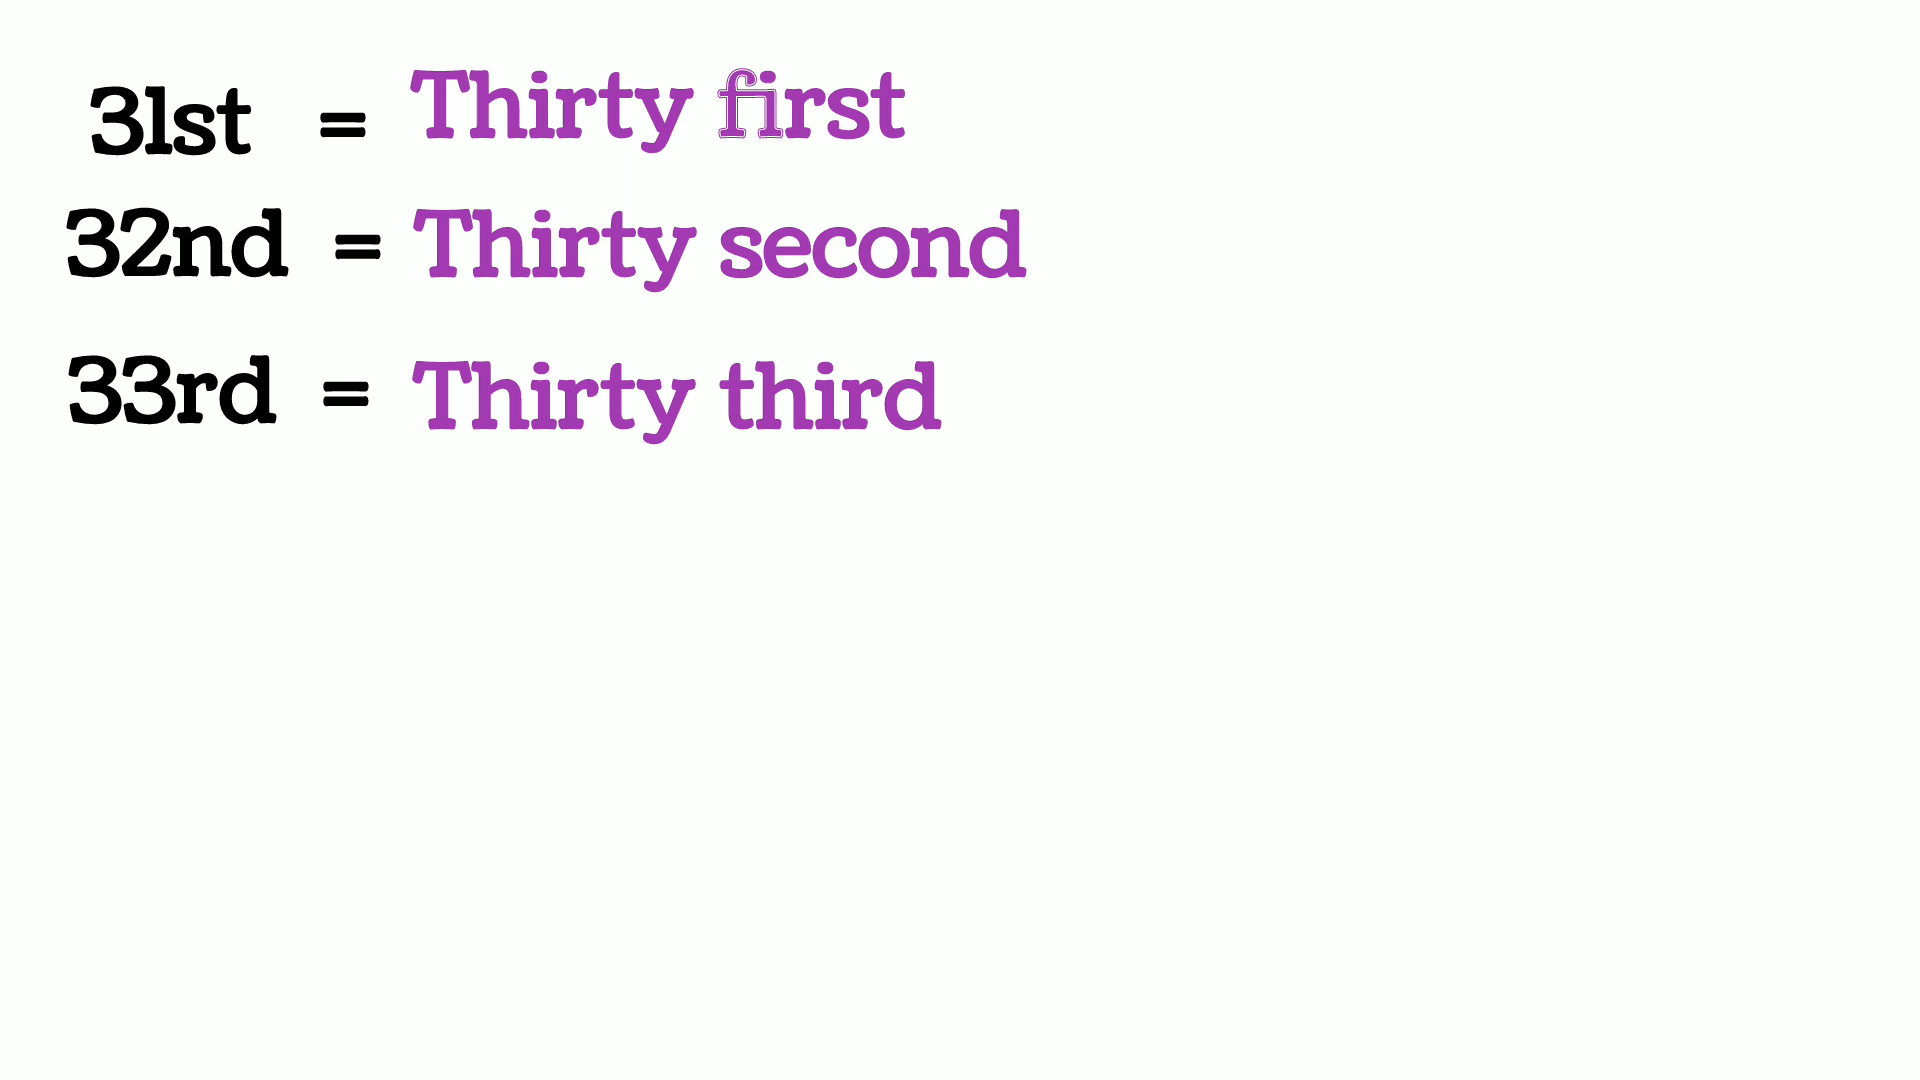 31st = Thirty first
32nd = Thirty second
33rd = Thirty third